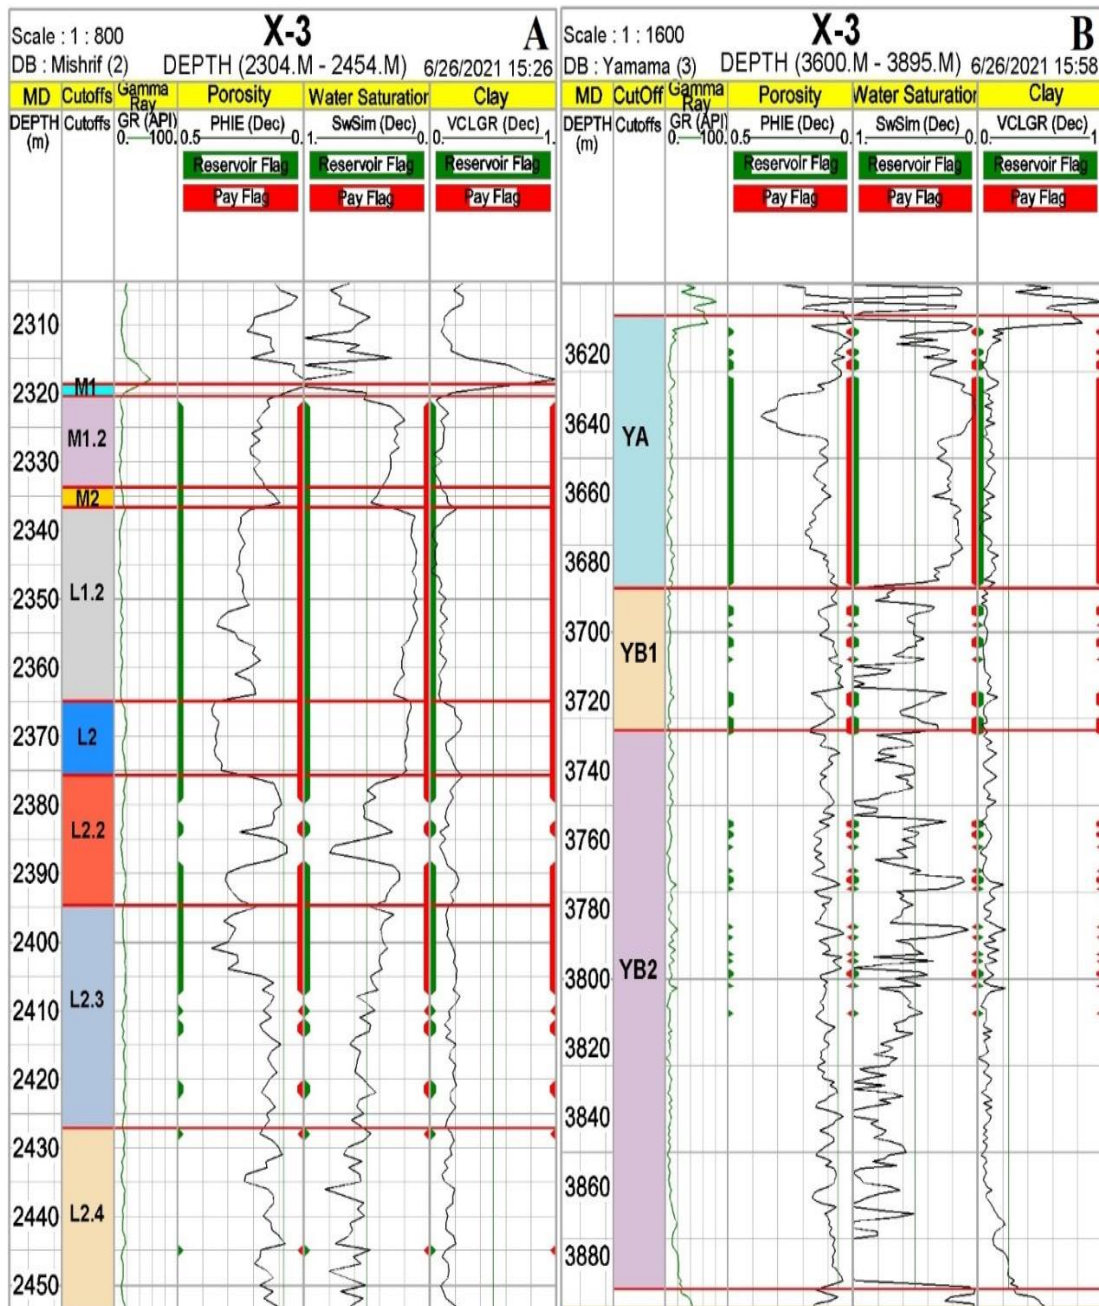 X-3
A
Scale : 1 : 800
DB : Mishrif (2)
DEPTH (2304.M - 2454.M)
6/26/2021 15:26
MD
Cutoffs
Gamma Ray
Porosity
Water Saturation
Clay
DEPTH (m)
Cutoffs
GR (API)
0. 100.
PHIE (Dec)
0.5 0.
SwSim (Dec)
1. 0.
VCLGR (Dec)
0. 1.
Reservoir Flag
Reservoir Flag
Reservoir Flag
Pay Flag
Pay Flag
Pay Flag
2310
2320
2330
2340
2350
2360
2370
2380
2390
2400
2410
2420
2430
2440
2450
M1
M1.2
M2
L1.2
L2
L2.2
L2.3
L2.4
X-3
B
Scale : 1 : 1600
DB : Yamama (3)
DEPTH (3600.M - 3895.M)
6/26/2021 15:58
MD
CutOff
Gamma Ray
Porosity
Water Saturation
Clay
DEPTH (m)
Cutoffs
GR (API)
0. 100.
PHIE (Dec)
0.5 0.
SwSim (Dec)
1. 0.
VCLGR (Dec)
0. 1
Reservoir Flag
Reservoir Flag
Reservoir Flag
Pay Flag
Pay Flag
Pay Flag
3620
3640
3660
3680
3700
3720
3740
3760
3780
3800
3820
3840
3860
3880
YA
YB1
YB2